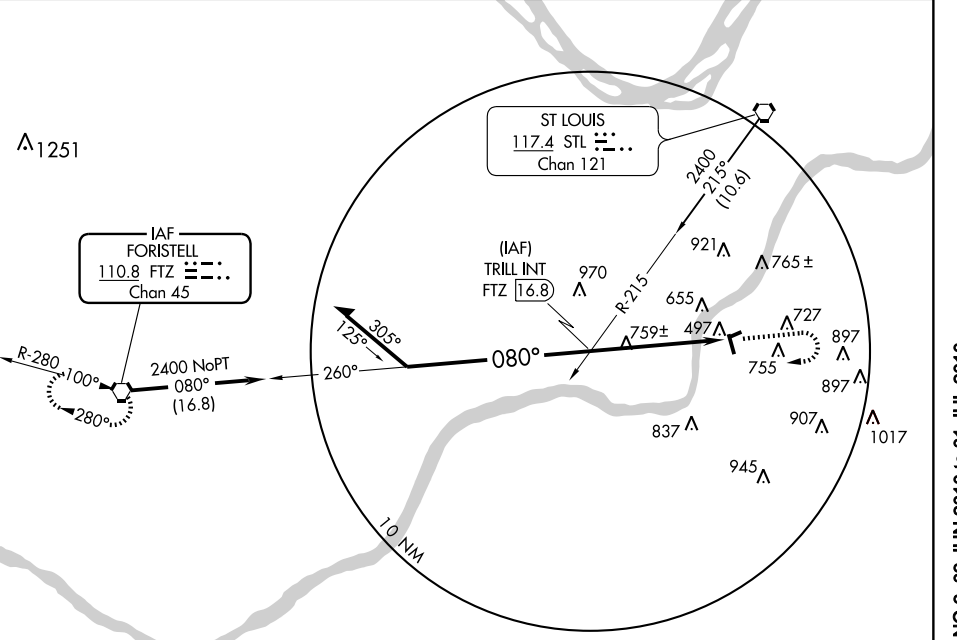 ST LOUIS
117.4 STL
Chan 121
1251
2400
215°
(10.6)
IAF
FORISTELL
110.8 FTZ
Chan 45
(IAF)
TRILL INT
FTZ 16.8
970
921
765±
R-215
655
727
305°
125°
759±
497
897
R-280
100°
2400 NoPT
080°
(16.8)
260°
080°
755
897
280°
837
907
1017
945
10 NM